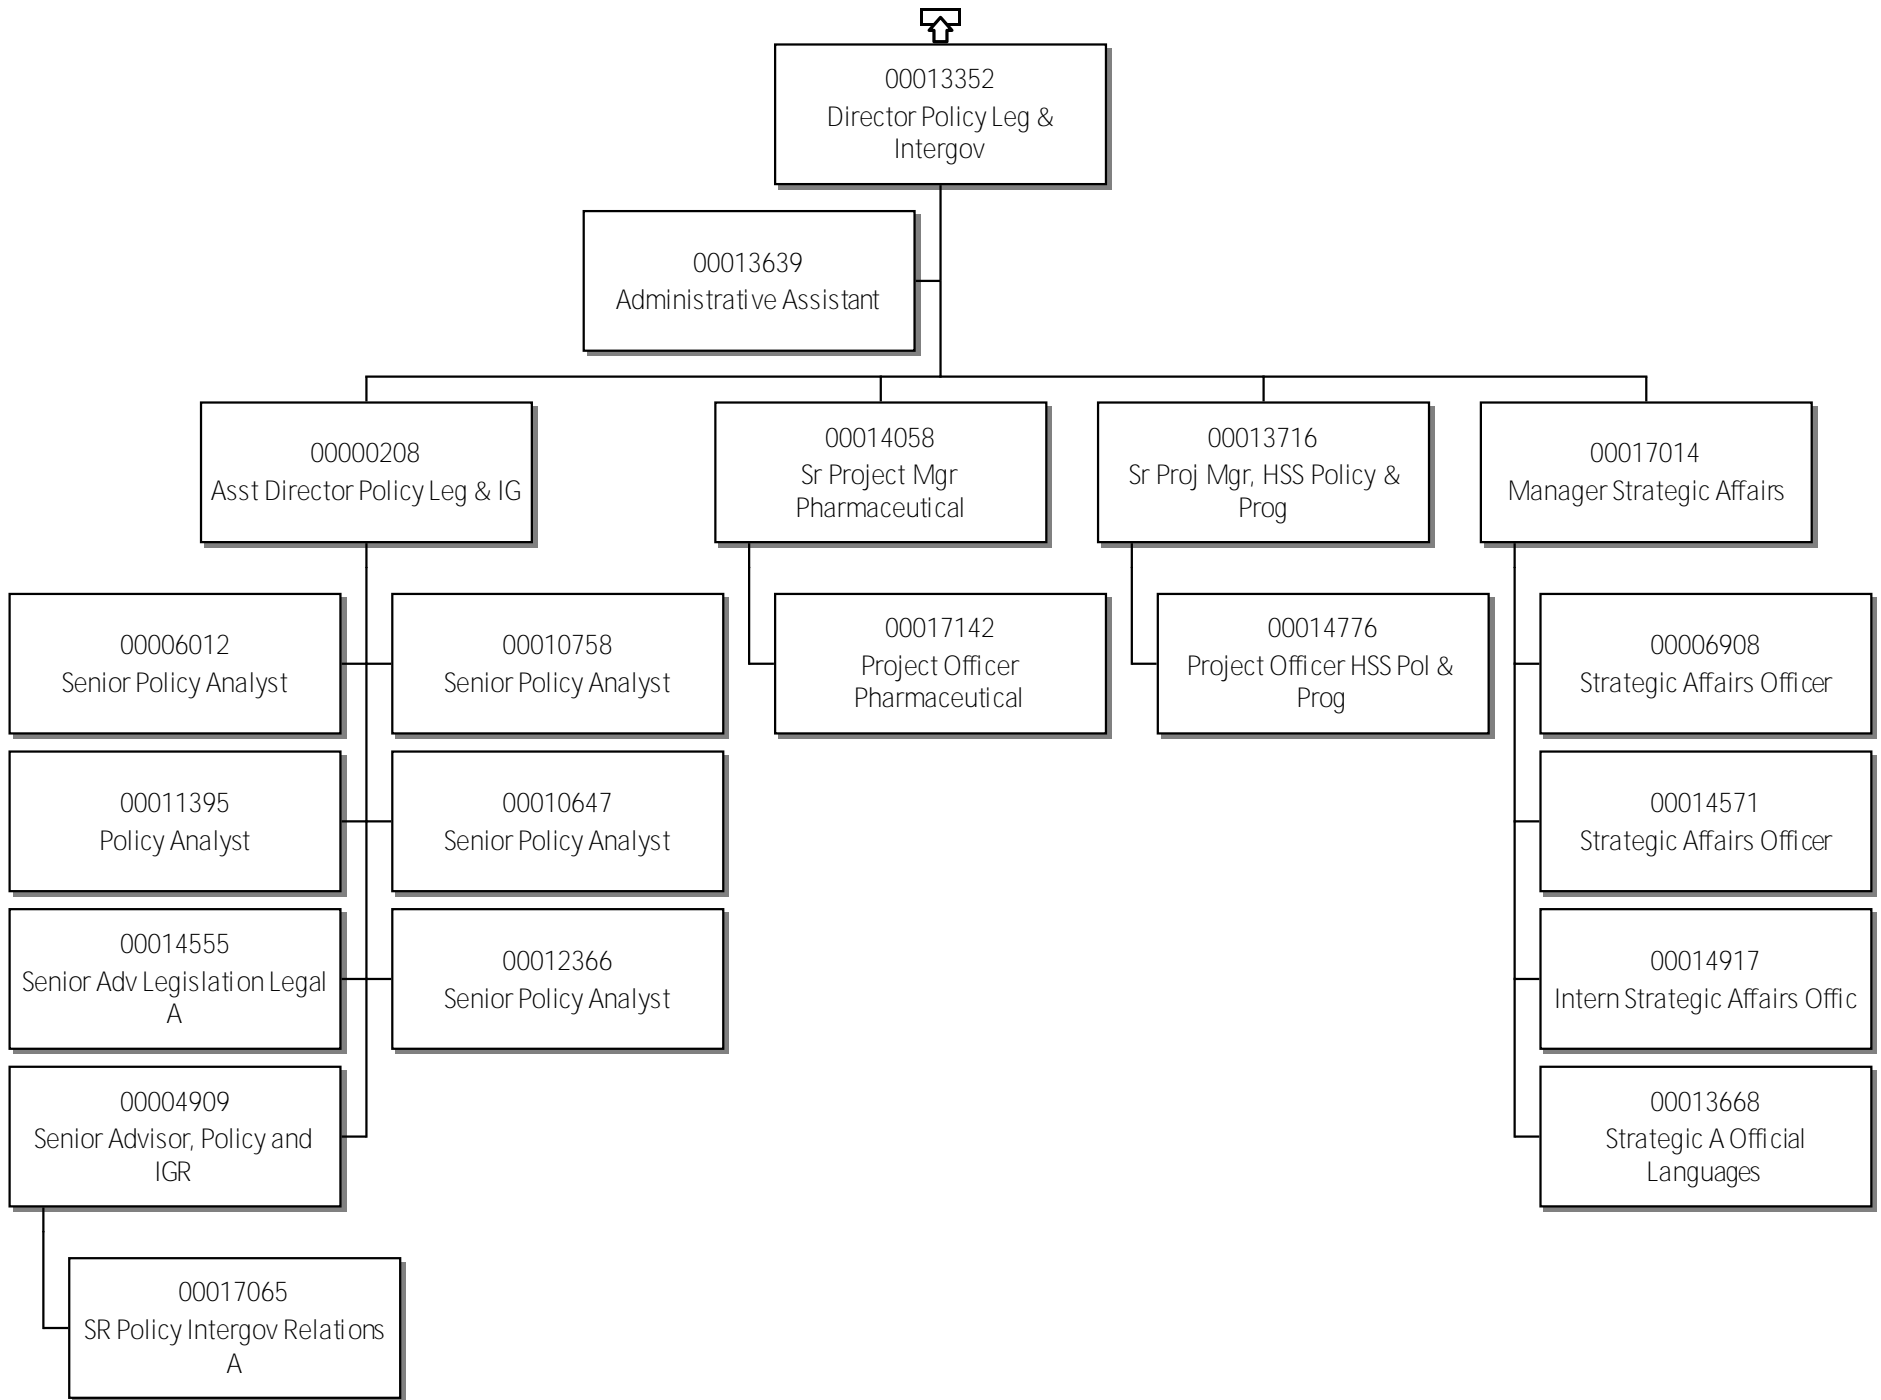 00013352
Director Policy Leg &
Intergov
00013639
Administrative Assistant
00000208
Asst Director Policy Leg & IG
00014058
Sr Project Mgr
Pharmaceutical
00013716
Sr Proj Mgr, HSS Policy &
Prog
00017014
Manager Strategic Affairs
00006012
Senior Policy Analyst
00010758
Senior Policy Analyst
00017142
Project Officer
Pharmaceutical
00014776
Project Officer HSS Pol &
Prog
00006908
Strategic Affairs Officer
00011395
Policy Analyst
00010647
Senior Policy Analyst
00014571
Strategic Affairs Officer
00014555
Senior Adv Legislation Legal
A
00012366
Senior Policy Analyst
00014917
Intern Strategic Affairs Offic
00004909
Senior Advisor, Policy and
IGR
00013668
Strategic A Official
Languages
00017065
SR Policy Intergov Relations
A